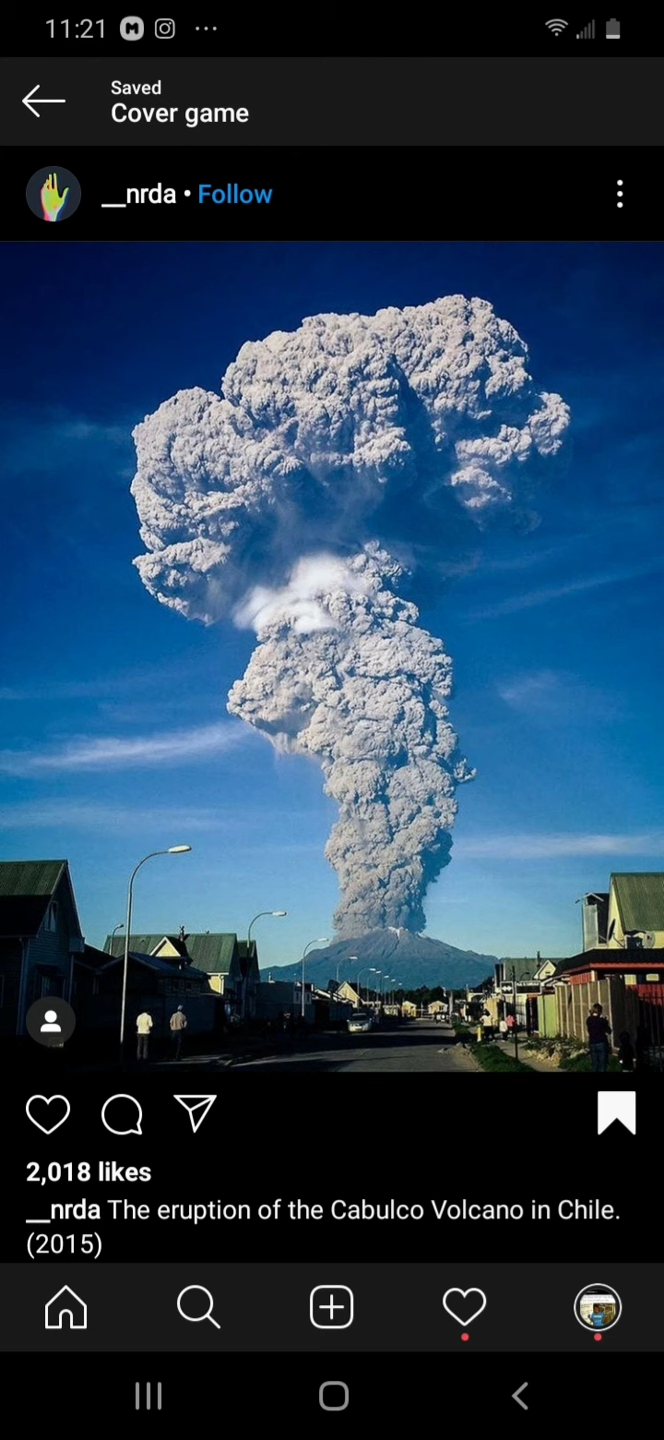 11:21
Saved
Cover game
__nrda • Follow
2,018 likes
__nrda The eruption of the Cabulco Volcano in Chile.
(2015)